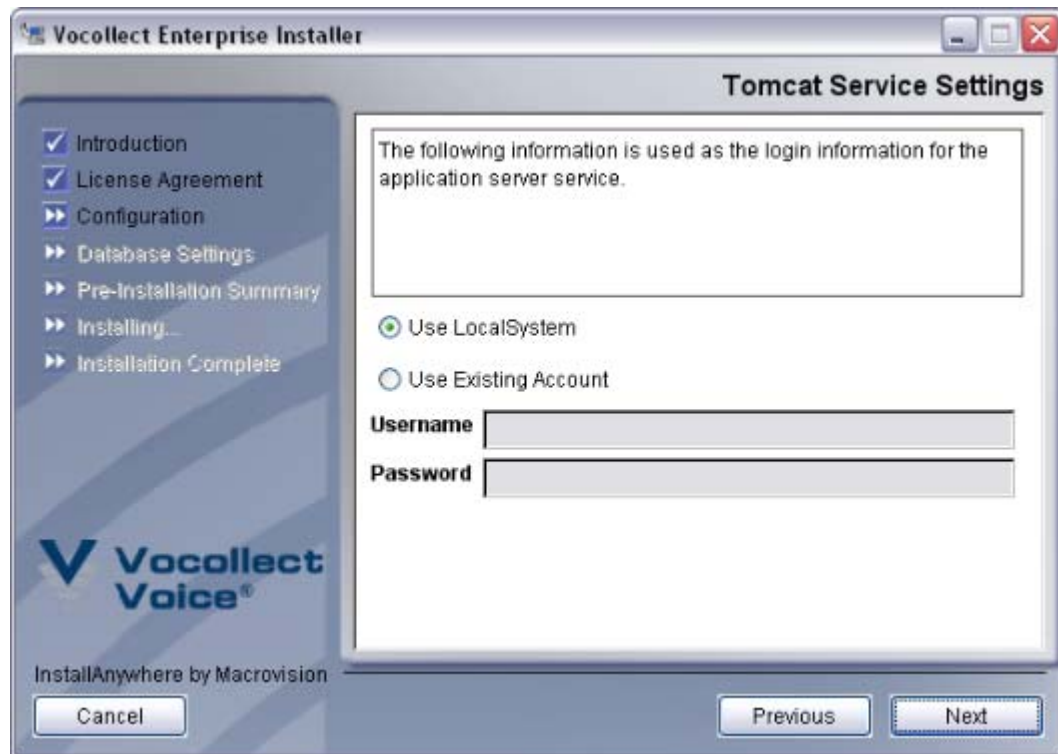 Vocollect Enterprise Installer
Tomcat Service Settings
Introduction
License Agreement
Configuration
Database Settings
Pre-Installation Summary
Installing...
Installation Complete
The following information is used as the login information for the
application server service.
Use LocalSystem
Use Existing Account
Username
Password
Vocollect
Voice®
InstallAnywhere by Macrovision
Cancel
Previous
Next